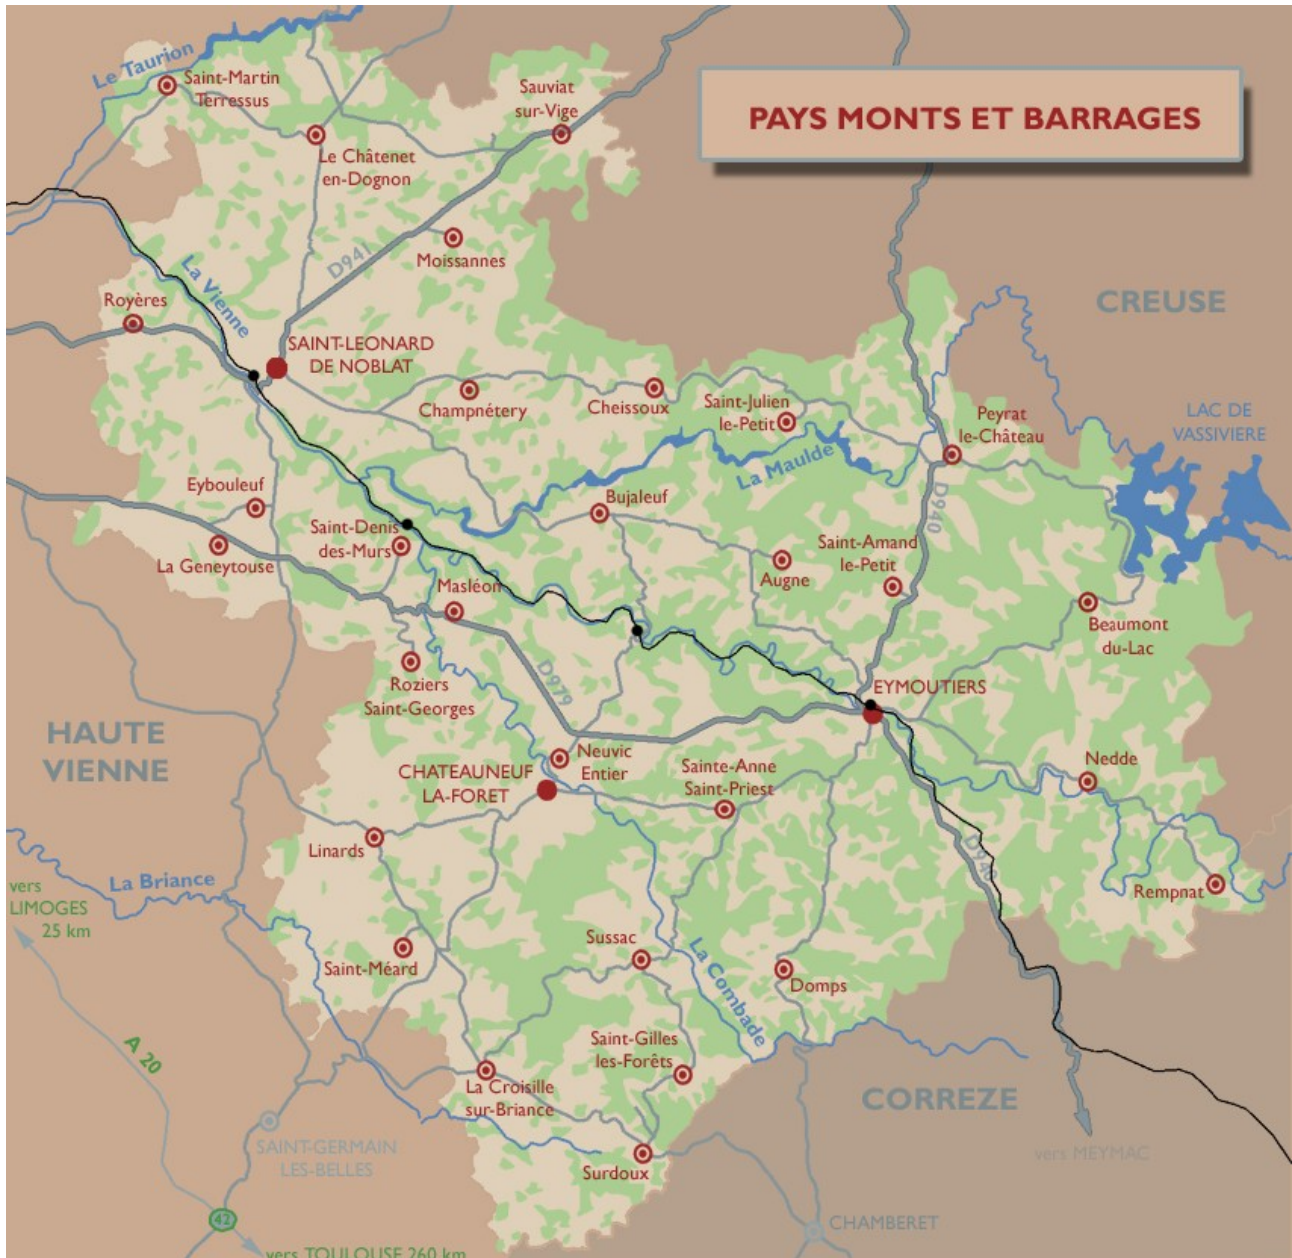 Le Taurion
Saint-Martin
Terressus
Sauviat
sur-Vige
PAYS MONTS ET BARRAGES
Le Châtenet
en-Dognon
D941
Moissannes
La Vienne
Royères
CREUSE
SAINT-LEONARD
DE NOBLAT
Champnétery
Cheissoux
Saint-Julien
le-Petit
Peyrat
le-Château
LAC DE
VASSIVIERE
La Maulde
Eybouleuf
Bujaleuf
D940
Saint-Denis
des-Murs
La Geneytouse
Saint-Amand
le-Petit
Augne
Masléon
Beaumont
du-Lac
Roziers
Saint-Georges
D979
EYMOUTIERS
HAUTE
VIENNE
Neuvic
Entier
CHATEAUNEUF
LA-FORET
Sainte-Anne
Saint-Priest
Nedde
Linards
La Briance
Rempnat
vers
LIMOGES
25 km
Sussac
Saint-Méard
La Combade
Domps
A 20
Saint-Gilles
les-Forêts
La Croisille
sur-Briance
CORREZE
SAINT-GERMAIN
LES-BELLES
vers MEYMAC
Surdoux
42
CHAMBERET
vers TOULOUSE 260 km